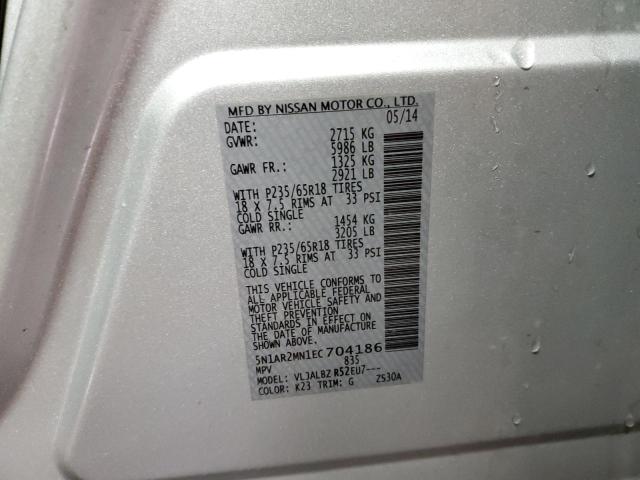 MFD BY NISSAN MOTOR CO., LTD.
DATE: 05/14
GVWR: 2715 KG
5986 LB
GAWR FR.: 1325 KG
2921 LB
WITH P235/65R18 TIRES
18 X 7.5 RIMS AT 33 PSI
COLD SINGLE
GAWR RR.: 1454 KG
3205 LB
WITH P235/65R18 TIRES
18 X 7.5 RIMS AT 33 PSI
COLD SINGLE
THIS VEHICLE CONFORMS TO
ALL APPLICABLE FEDERAL
MOTOR VEHICLE SAFETY AND
THEFT PREVENTION
STANDARDS IN EFFECT ON
THE DATE OF MANUFACTURE
SHOWN ABOVE.
5N1AR2MN1EC704186
MPV 835
MODEL: VLJALBZ R52EU7---
COLOR: K23 TRIM: G ZS30A